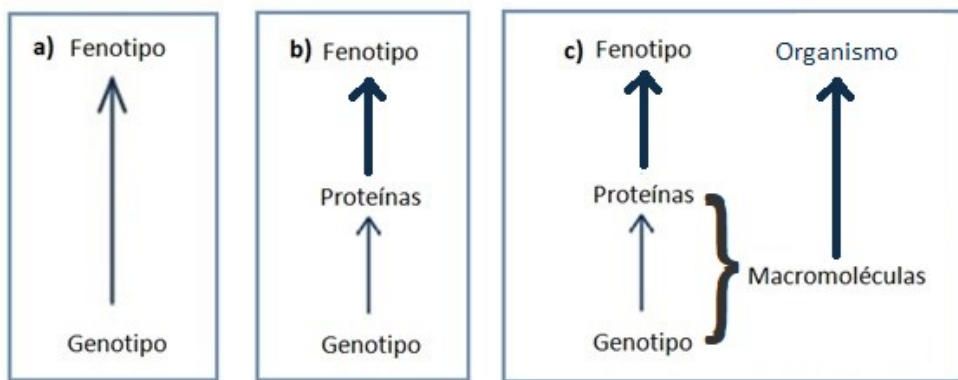 a) Fenotipo
Genotipo
b) Fenotipo
Proteínas
Genotipo
c) Fenotipo
Organismo
Proteínas
Macromoléculas
Genotipo